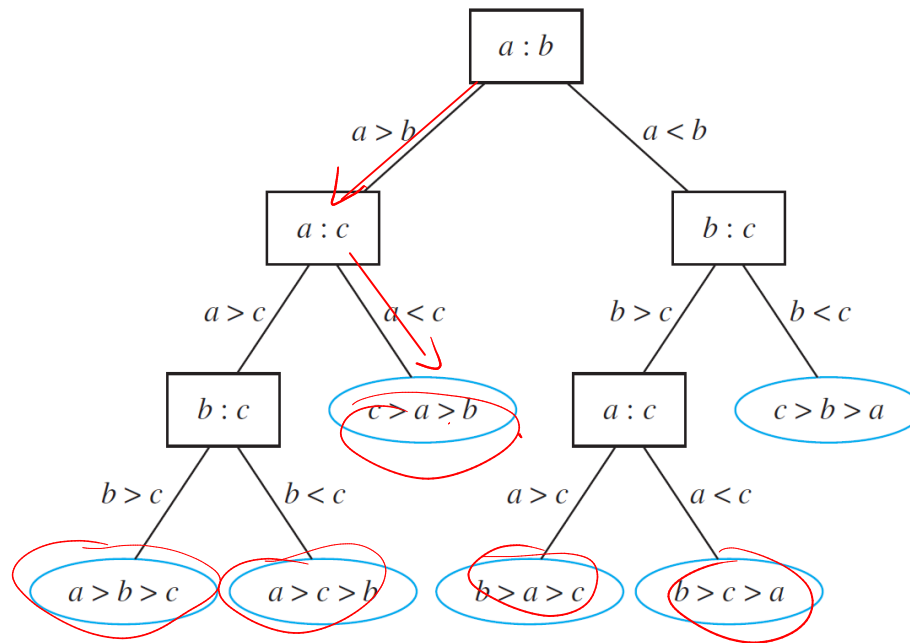 a : b
a > b
a < b
a : c
b : c
a > c
a < c
b > c
b < c
b : c
c > a > b
a : c
c > b > a
b > c
b < c
a > c
a < c
a > b > c
a > c > b
b > a > c
b > c > a